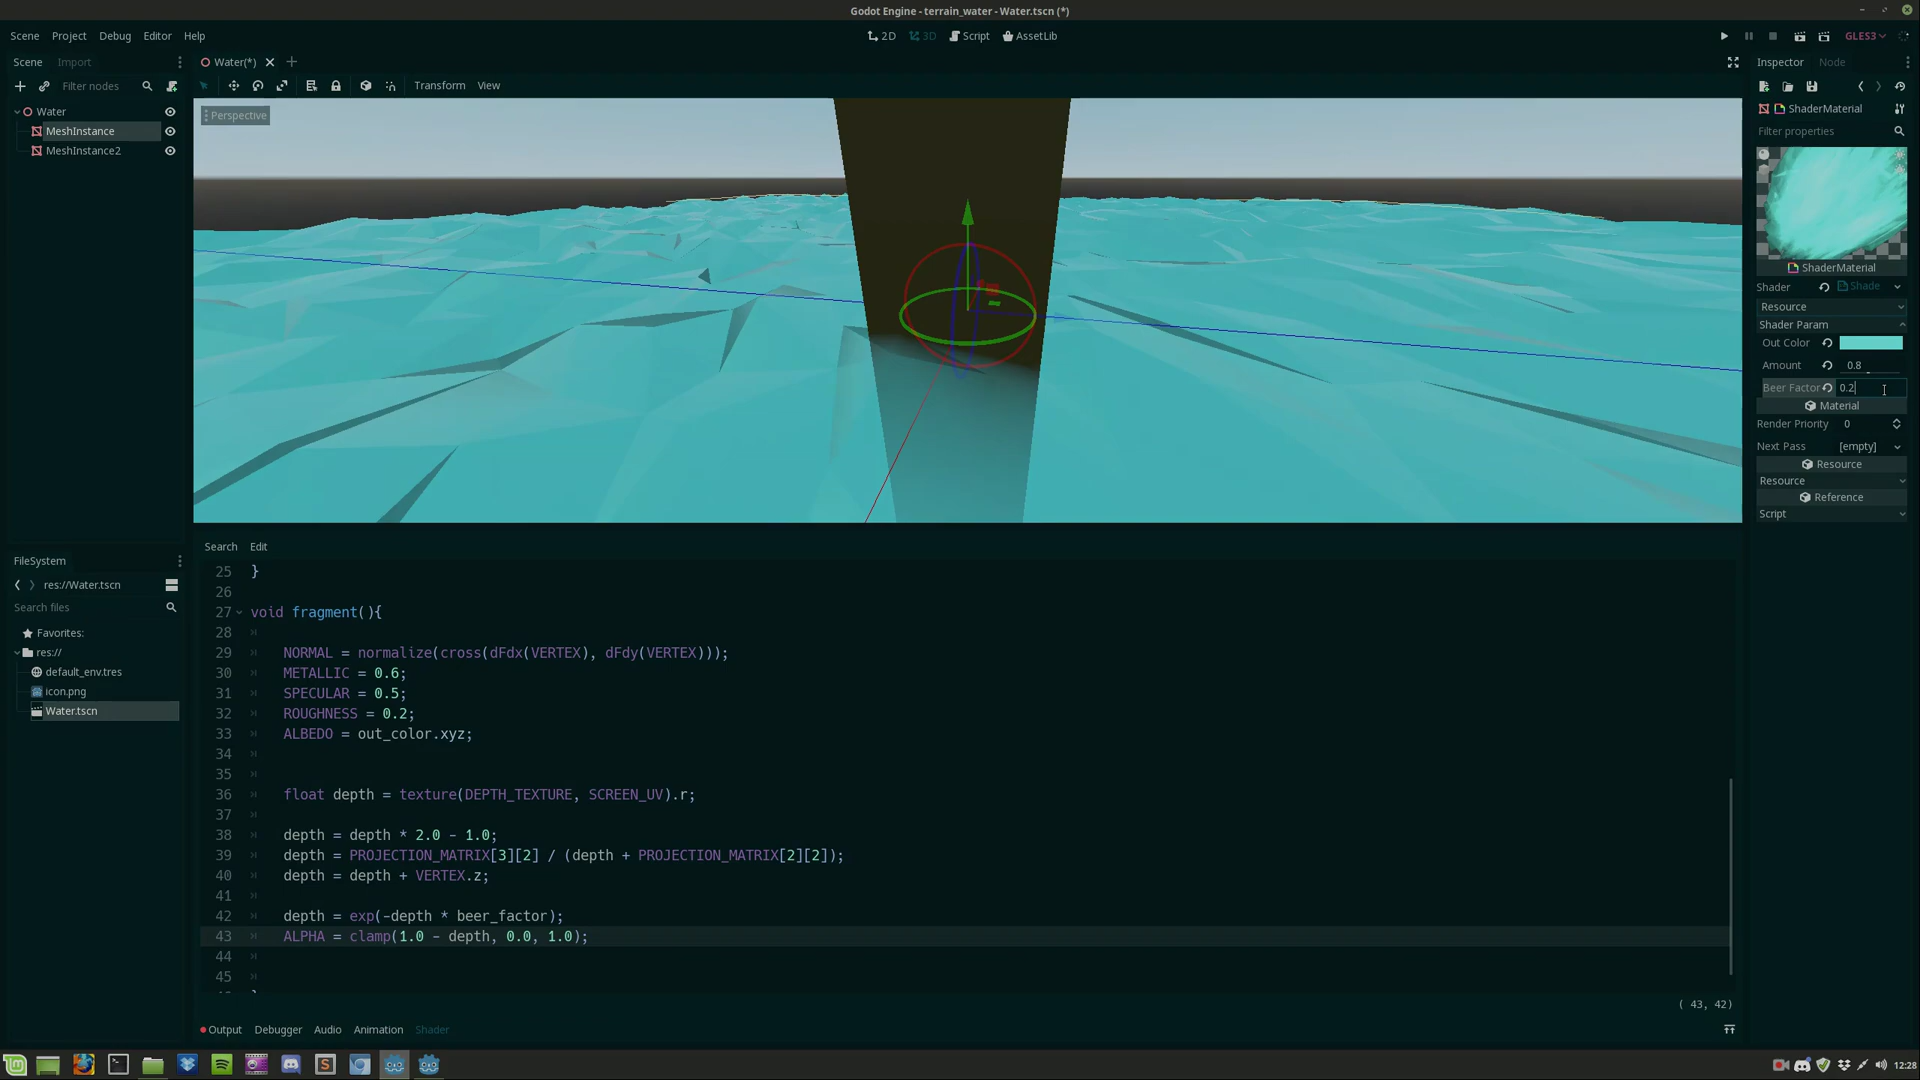 Godot Engine - terrain_water - Water.tscn (*)
Scene Project Debug Editor Help
2D 3D Script AssetLib
GLES3
Scene Import
Water(*)
Inspector Node
Filter nodes
Transform View
Water
MeshInstance
MeshInstance2
Perspective
ShaderMaterial
Filter properties
ShaderMaterial
Shader Shade
Resource
Shader Param
Out Color
Amount 0.8
Beer Factor 0.2
Material
Render Priority 0
Next Pass [empty]
Resource
Resource
Reference
Script
FileSystem
res://Water.tscn
Search files
Favorites:
res://
default_env.tres
icon.png
Water.tscn
Search Edit
25 }
26
27 void fragment(){
28
29 NORMAL = normalize(cross(dFdx(VERTEX), dFdy(VERTEX)));
30 METALLIC = 0.6;
31 SPECULAR = 0.5;
32 ROUGHNESS = 0.2;
33 ALBEDO = out_color.xyz;
34
35
36 float depth = texture(DEPTH_TEXTURE, SCREEN_UV).r;
37
38 depth = depth * 2.0 - 1.0;
39 depth = PROJECTION_MATRIX[3][2] / (depth + PROJECTION_MATRIX[2][2]);
40 depth = depth + VERTEX.z;
41
42 depth = exp(-depth * beer_factor);
43 ALPHA = clamp(1.0 - depth, 0.0, 1.0);
44
45
( 43, 42)
Output Debugger Audio Animation Shader
12:28